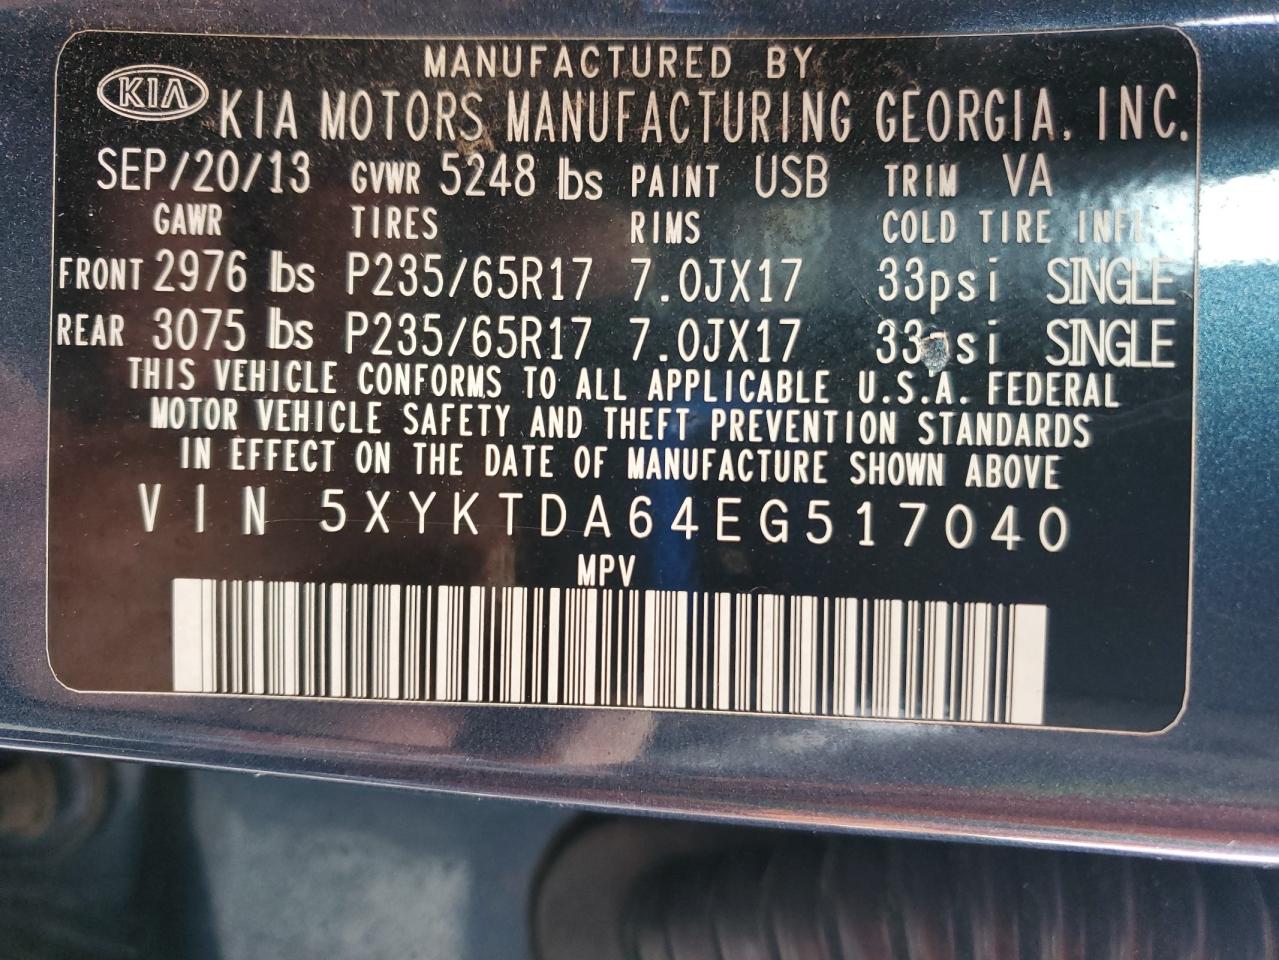 MANUFACTURED BY
KIA KIA MOTORS MANUFACTURING GEORGIA, INC.
SEP/20/13 GVWR 5248 lbs PAINT USB TRIM VA
GAWR TIRES RIMS COLD TIRE INFL.
FRONT 2976 lbs P235/65R17 7.0JX17 33psi SINGLE
REAR 3075 lbs P235/65R17 7.0JX17 33psi SINGLE
THIS VEHICLE CONFORMS TO ALL APPLICABLE U.S.A. FEDERAL
MOTOR VEHICLE SAFETY AND THEFT PREVENTION STANDARDS
IN EFFECT ON THE DATE OF MANUFACTURE SHOWN ABOVE
VIN 5XYKTDA64EG517040
MPV